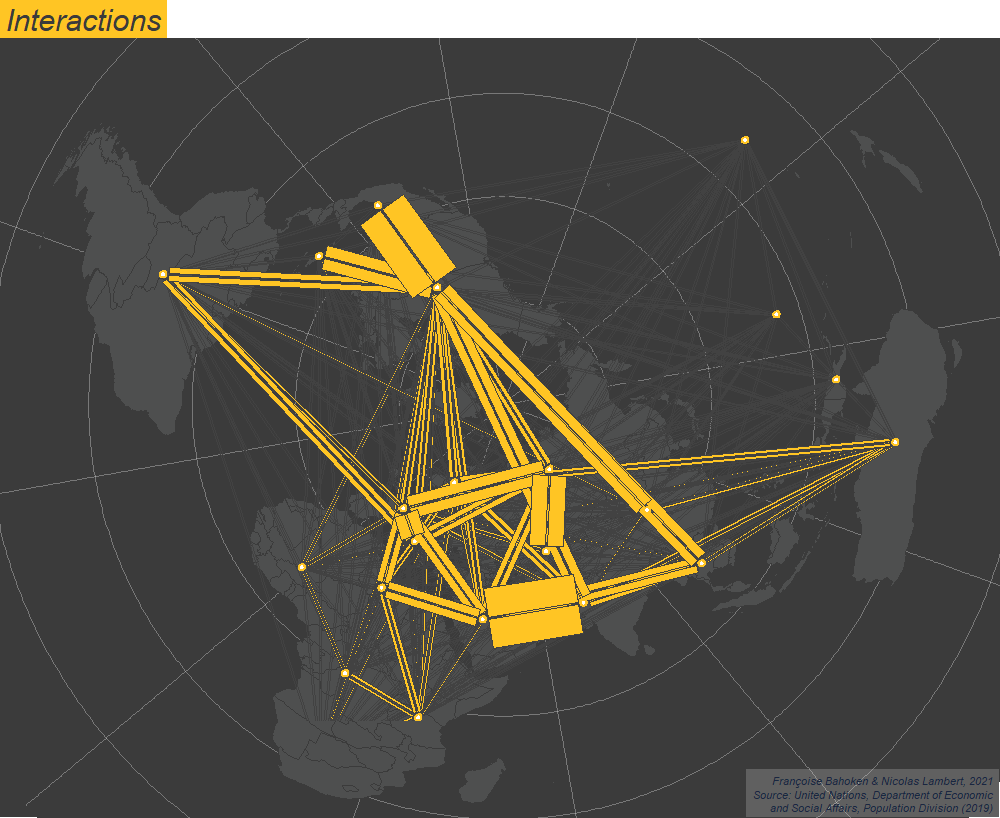 Interactions
Françoise Bahoken & Nicolas Lambert, 2021
Source: United Nations, Department of Economic
and Social Affairs, Population Division (2019)